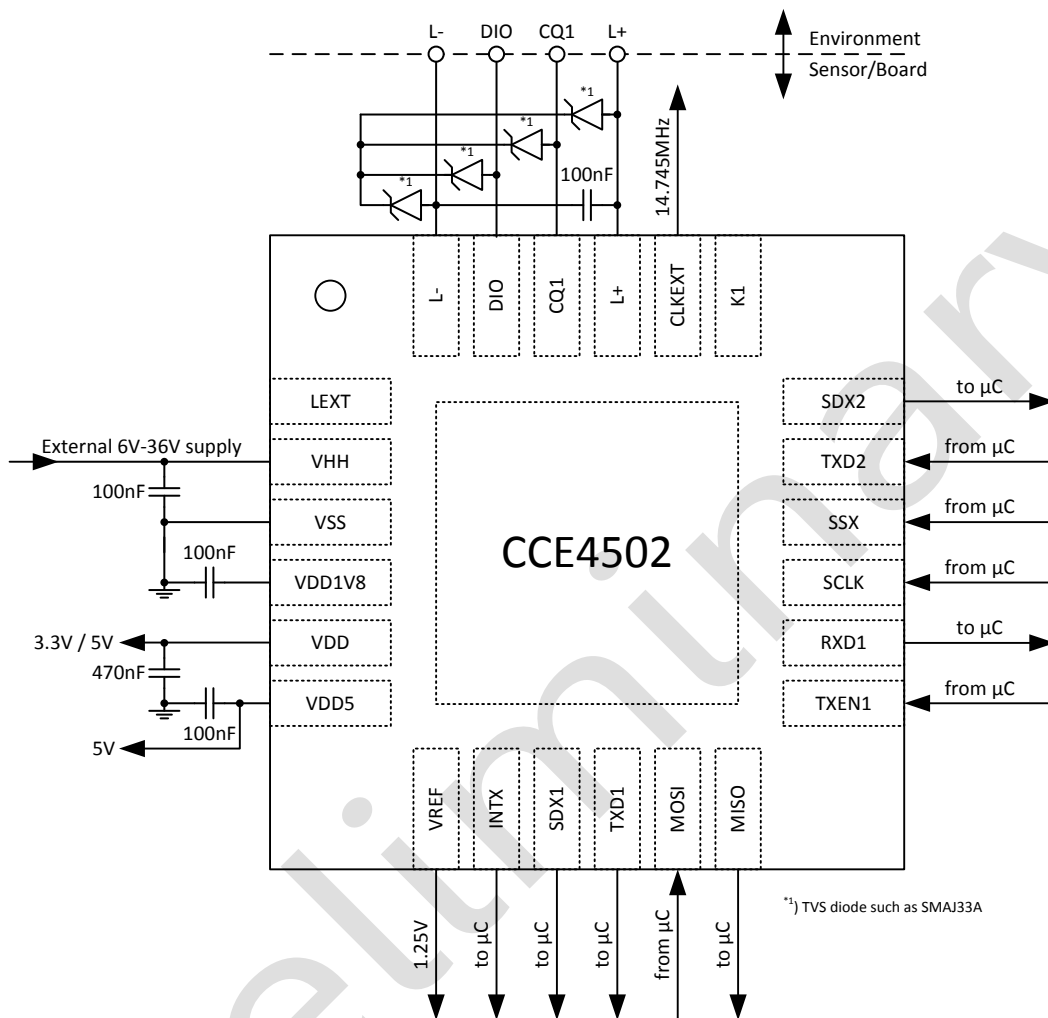 L- DIO CQ1 L+
Environment
Sensor/Board
*1
*1
*1
*1
100nF
14.745MHz
L- DIO CQ1 L+ CLKEXT K1
LEXT
External 6V-36V supply
VHH
100nF
VSS
100nF
VDD1V8
3.3V / 5V
VDD
470nF
VDD5
100nF
5V
CCE4502
SDX2
to µC
TXD2
from µC
SSX
from µC
SCLK
from µC
RXD1
to µC
TXEN1
from µC
VREF INTX SDX1 TXD1 MOSI MISO
1.25V
to µC
to µC
to µC
from µC
to µC
*1) TVS diode such as SMAJ33A
eliminary